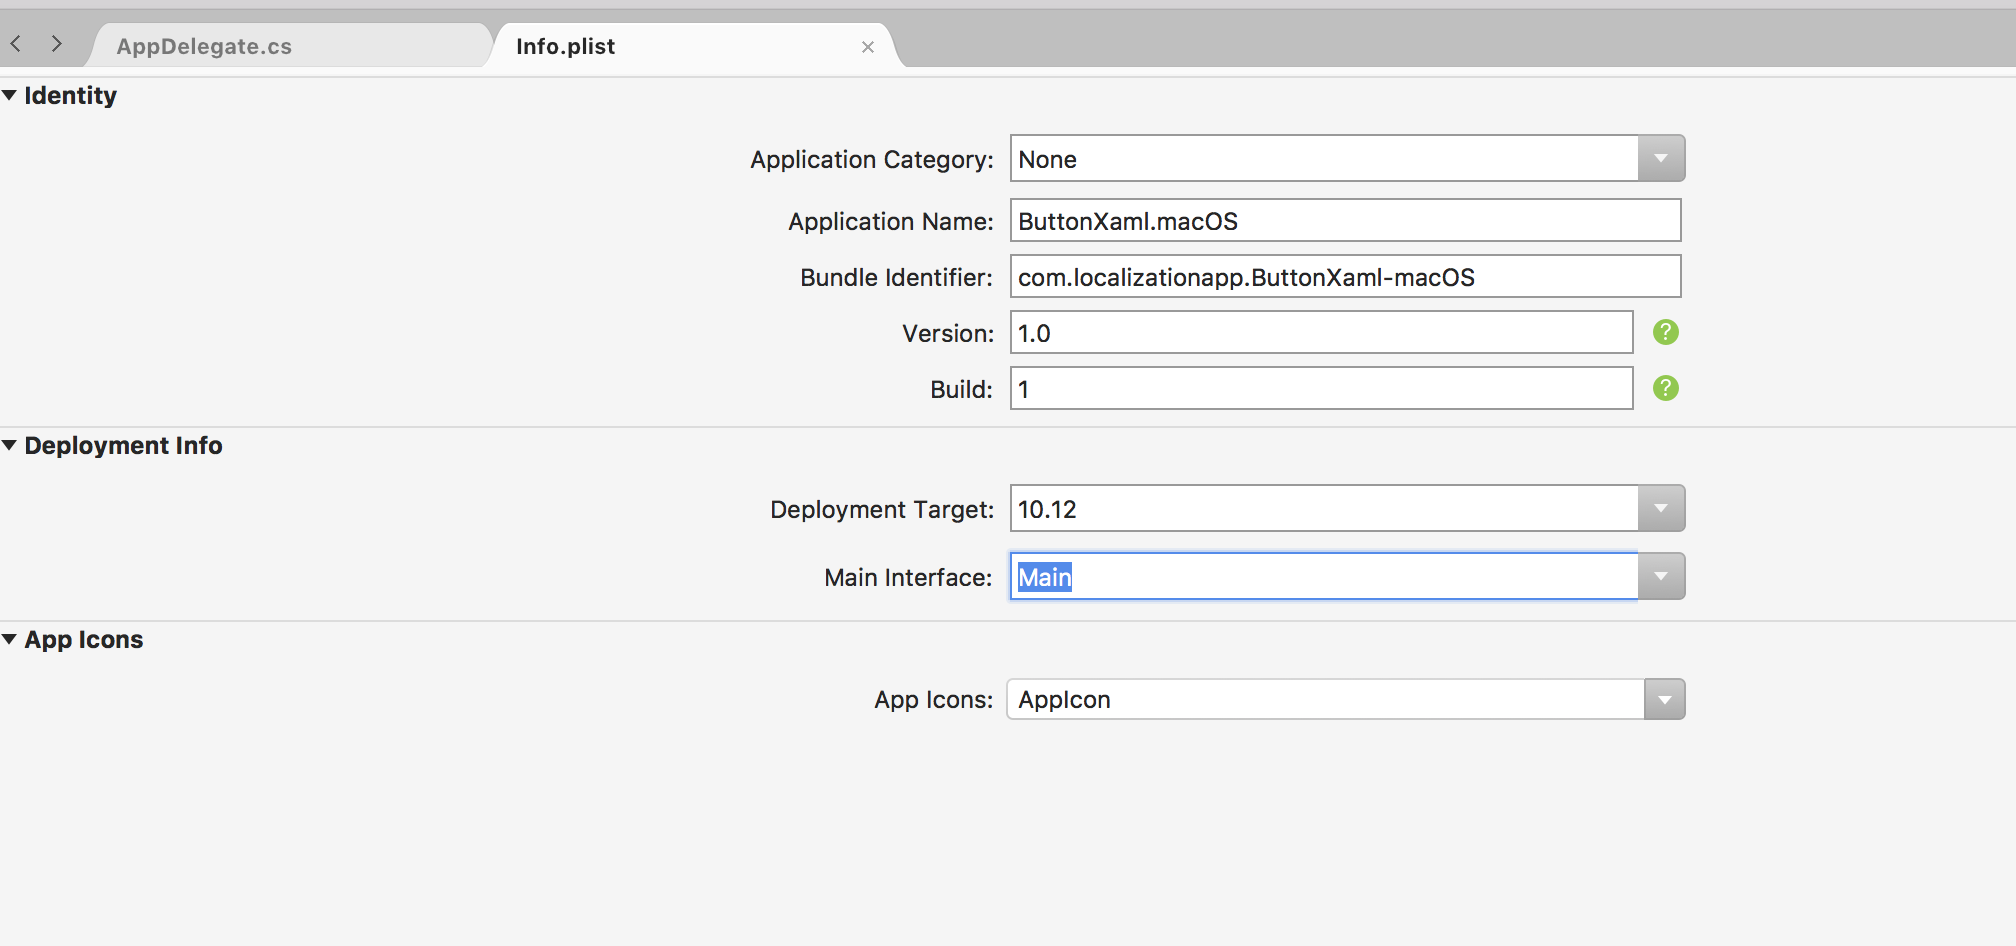 AppDelegate.cs
Info.plist
Identity
Application Category: None
Application Name: ButtonXaml.macOS
Bundle Identifier: com.localizationapp.ButtonXaml-macOS
Version: 1.0 ?
Build: 1 ?
Deployment Info
Deployment Target: 10.12
Main Interface: Main
App Icons
App Icons: AppIcon